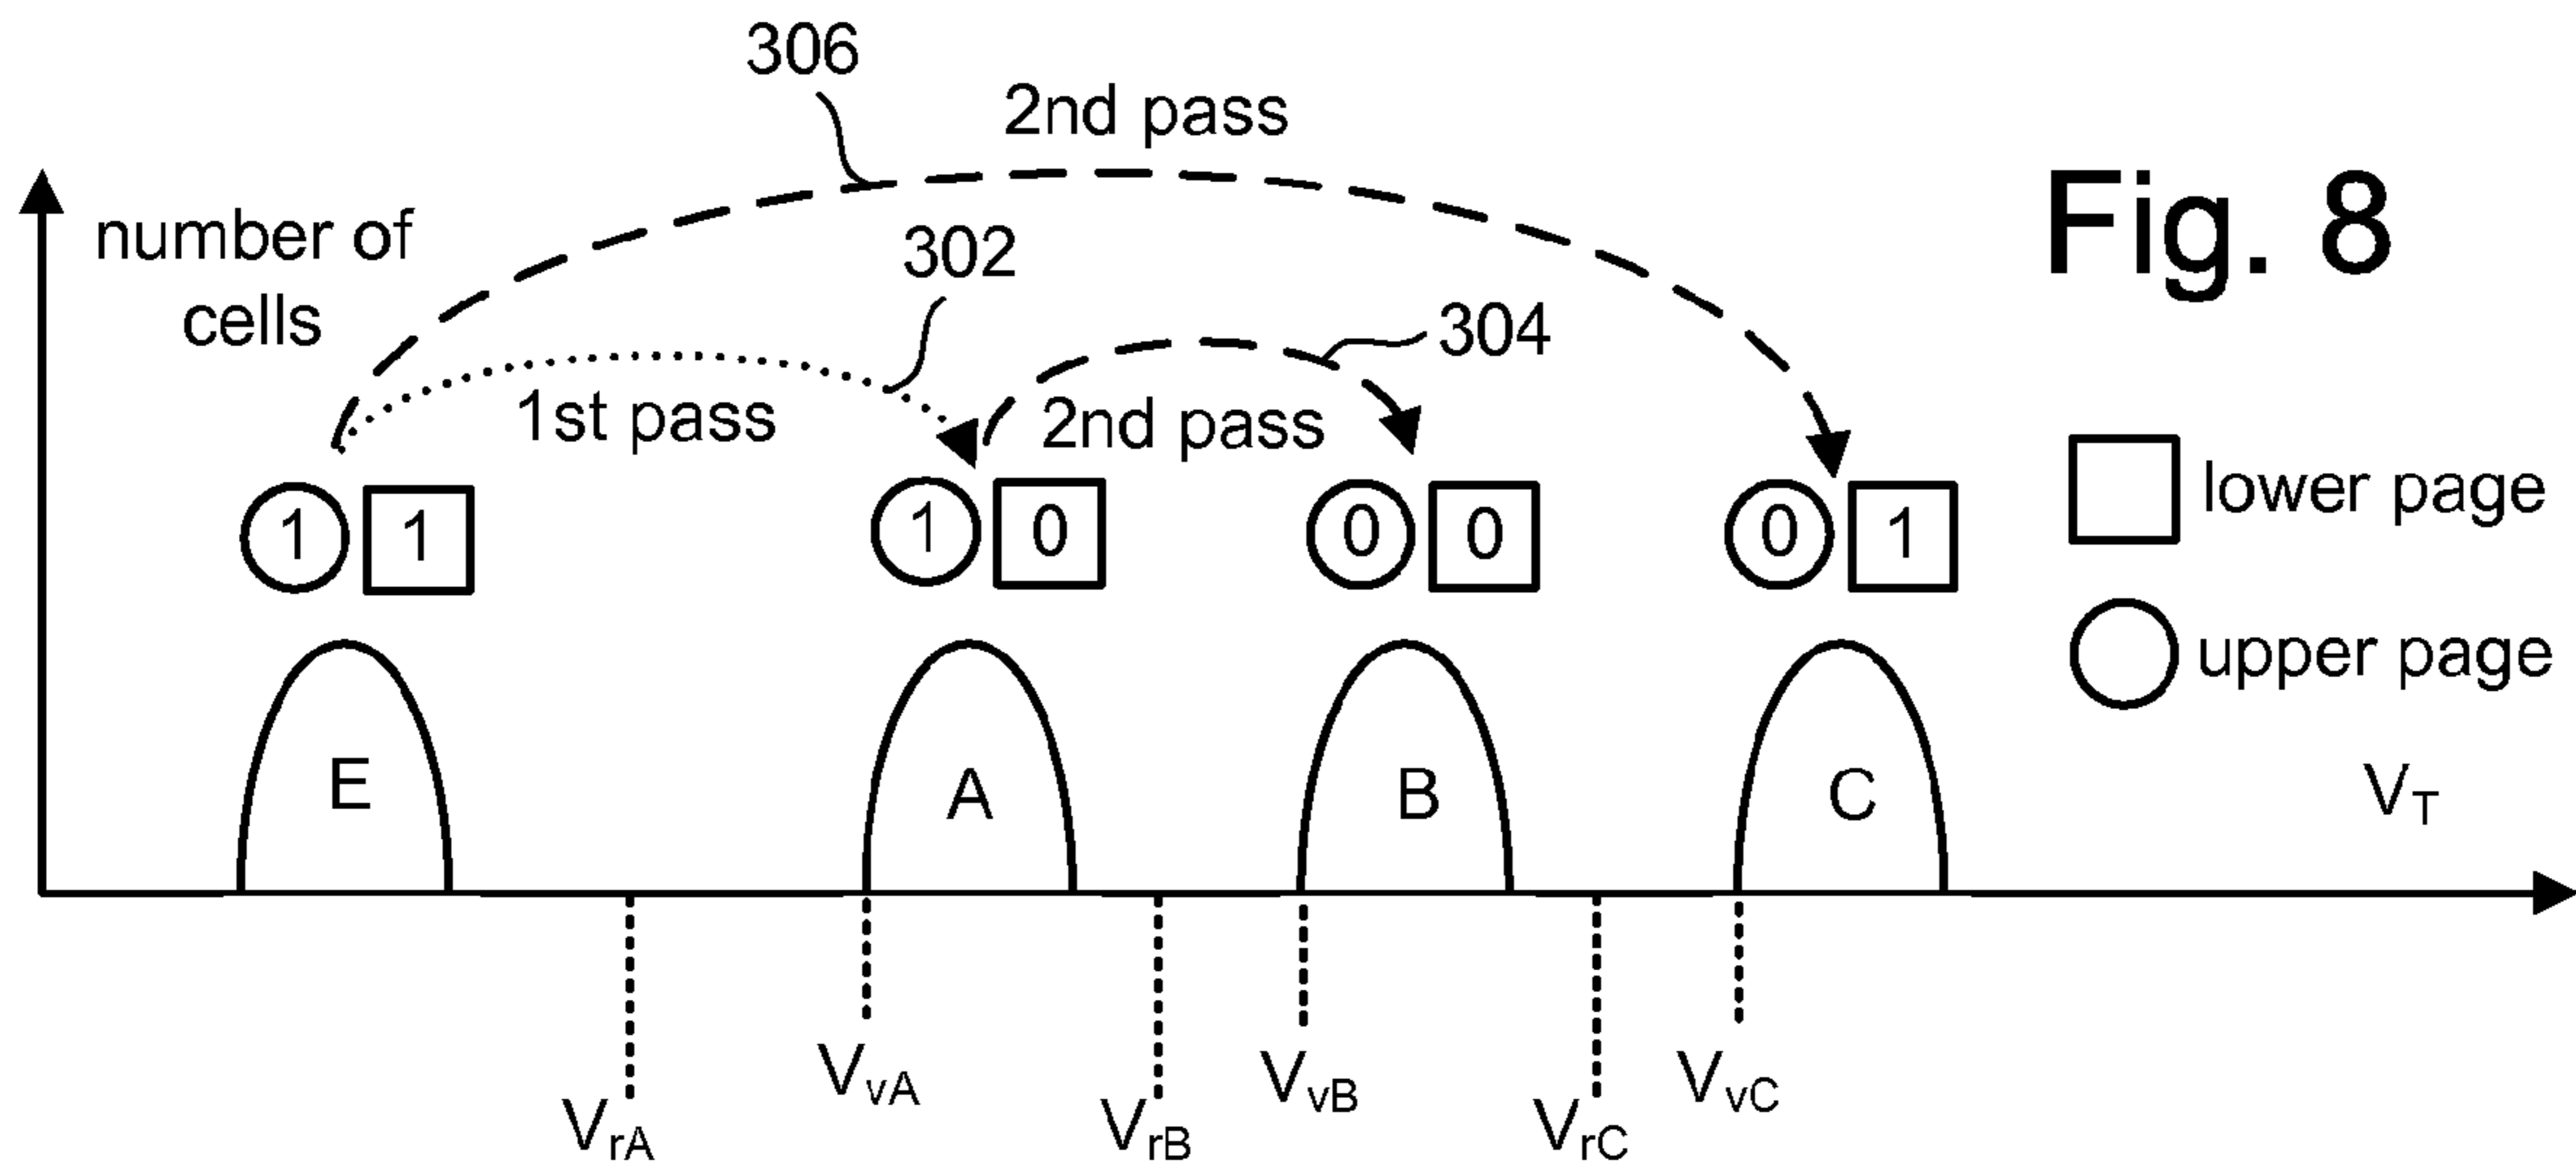 306
2nd pass
Fig. 8
number of
cells
302
304
1st pass
2nd pass
1 1
1 0
0 0
0 1
lower page
upper page
E
A
B
C
VT
VvA
VvB
VvC
VrA
VrB
VrC